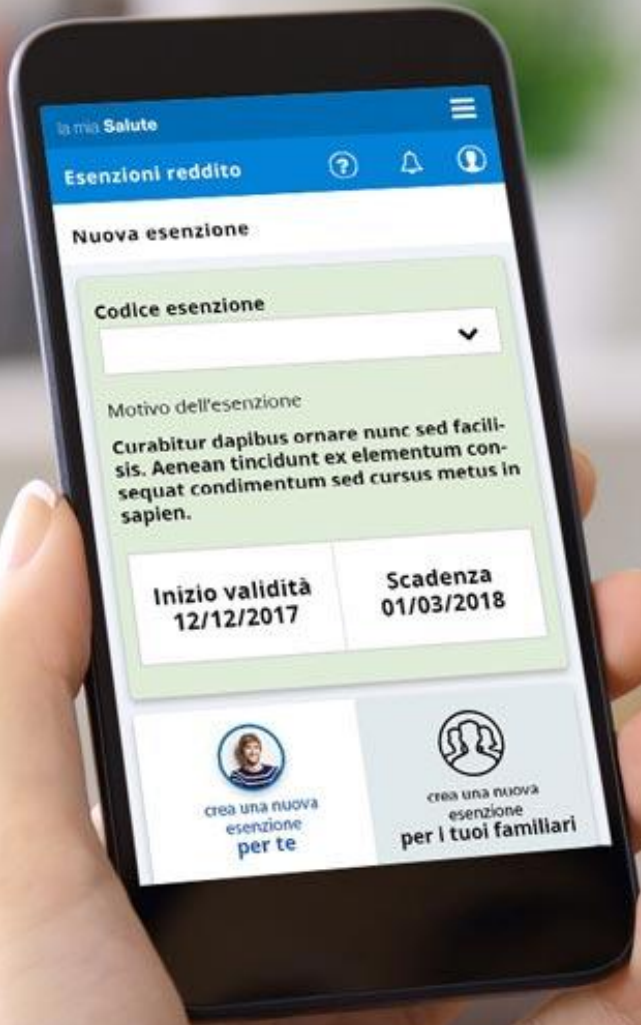 la mia Salute
Esenzioni reddito
Nuova esenzione
Codice esenzione
Motivo dell'esenzione
Curabitur dapibus ornare nunc sed facili-
sis. Aenean tincidunt ex elementum con-
sequat condimentum sed cursus metus in
sapien.
Inizio validità
12/12/2017
Scadenza
01/03/2018
crea una nuova
esenzione
per te
crea una nuova
esenzione
per i tuoi familiari